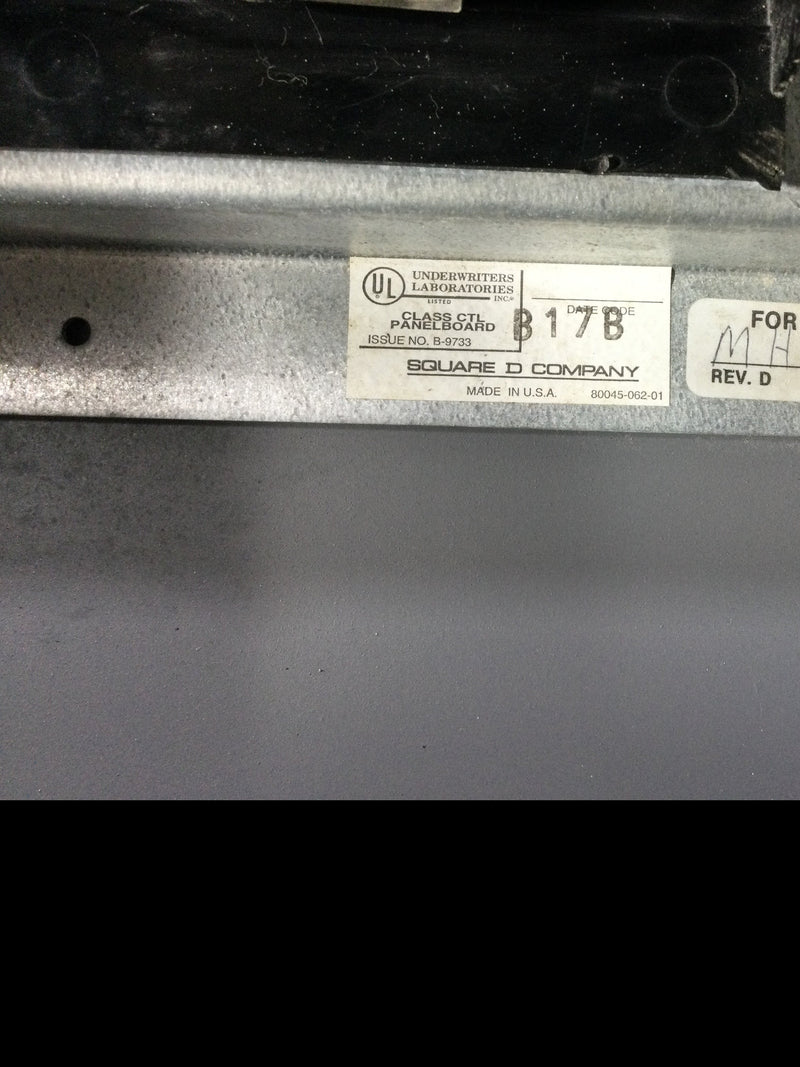 UL
UNDERWRITERS
LABORATORIES
INC.®
LISTED
CLASS CTL
PANELBOARD
ISSUE NO. B-9733
DATE CODE
B17B
SQUARE D COMPANY
MADE IN U.S.A.
80045-062-01
FOR
MH
REV. D